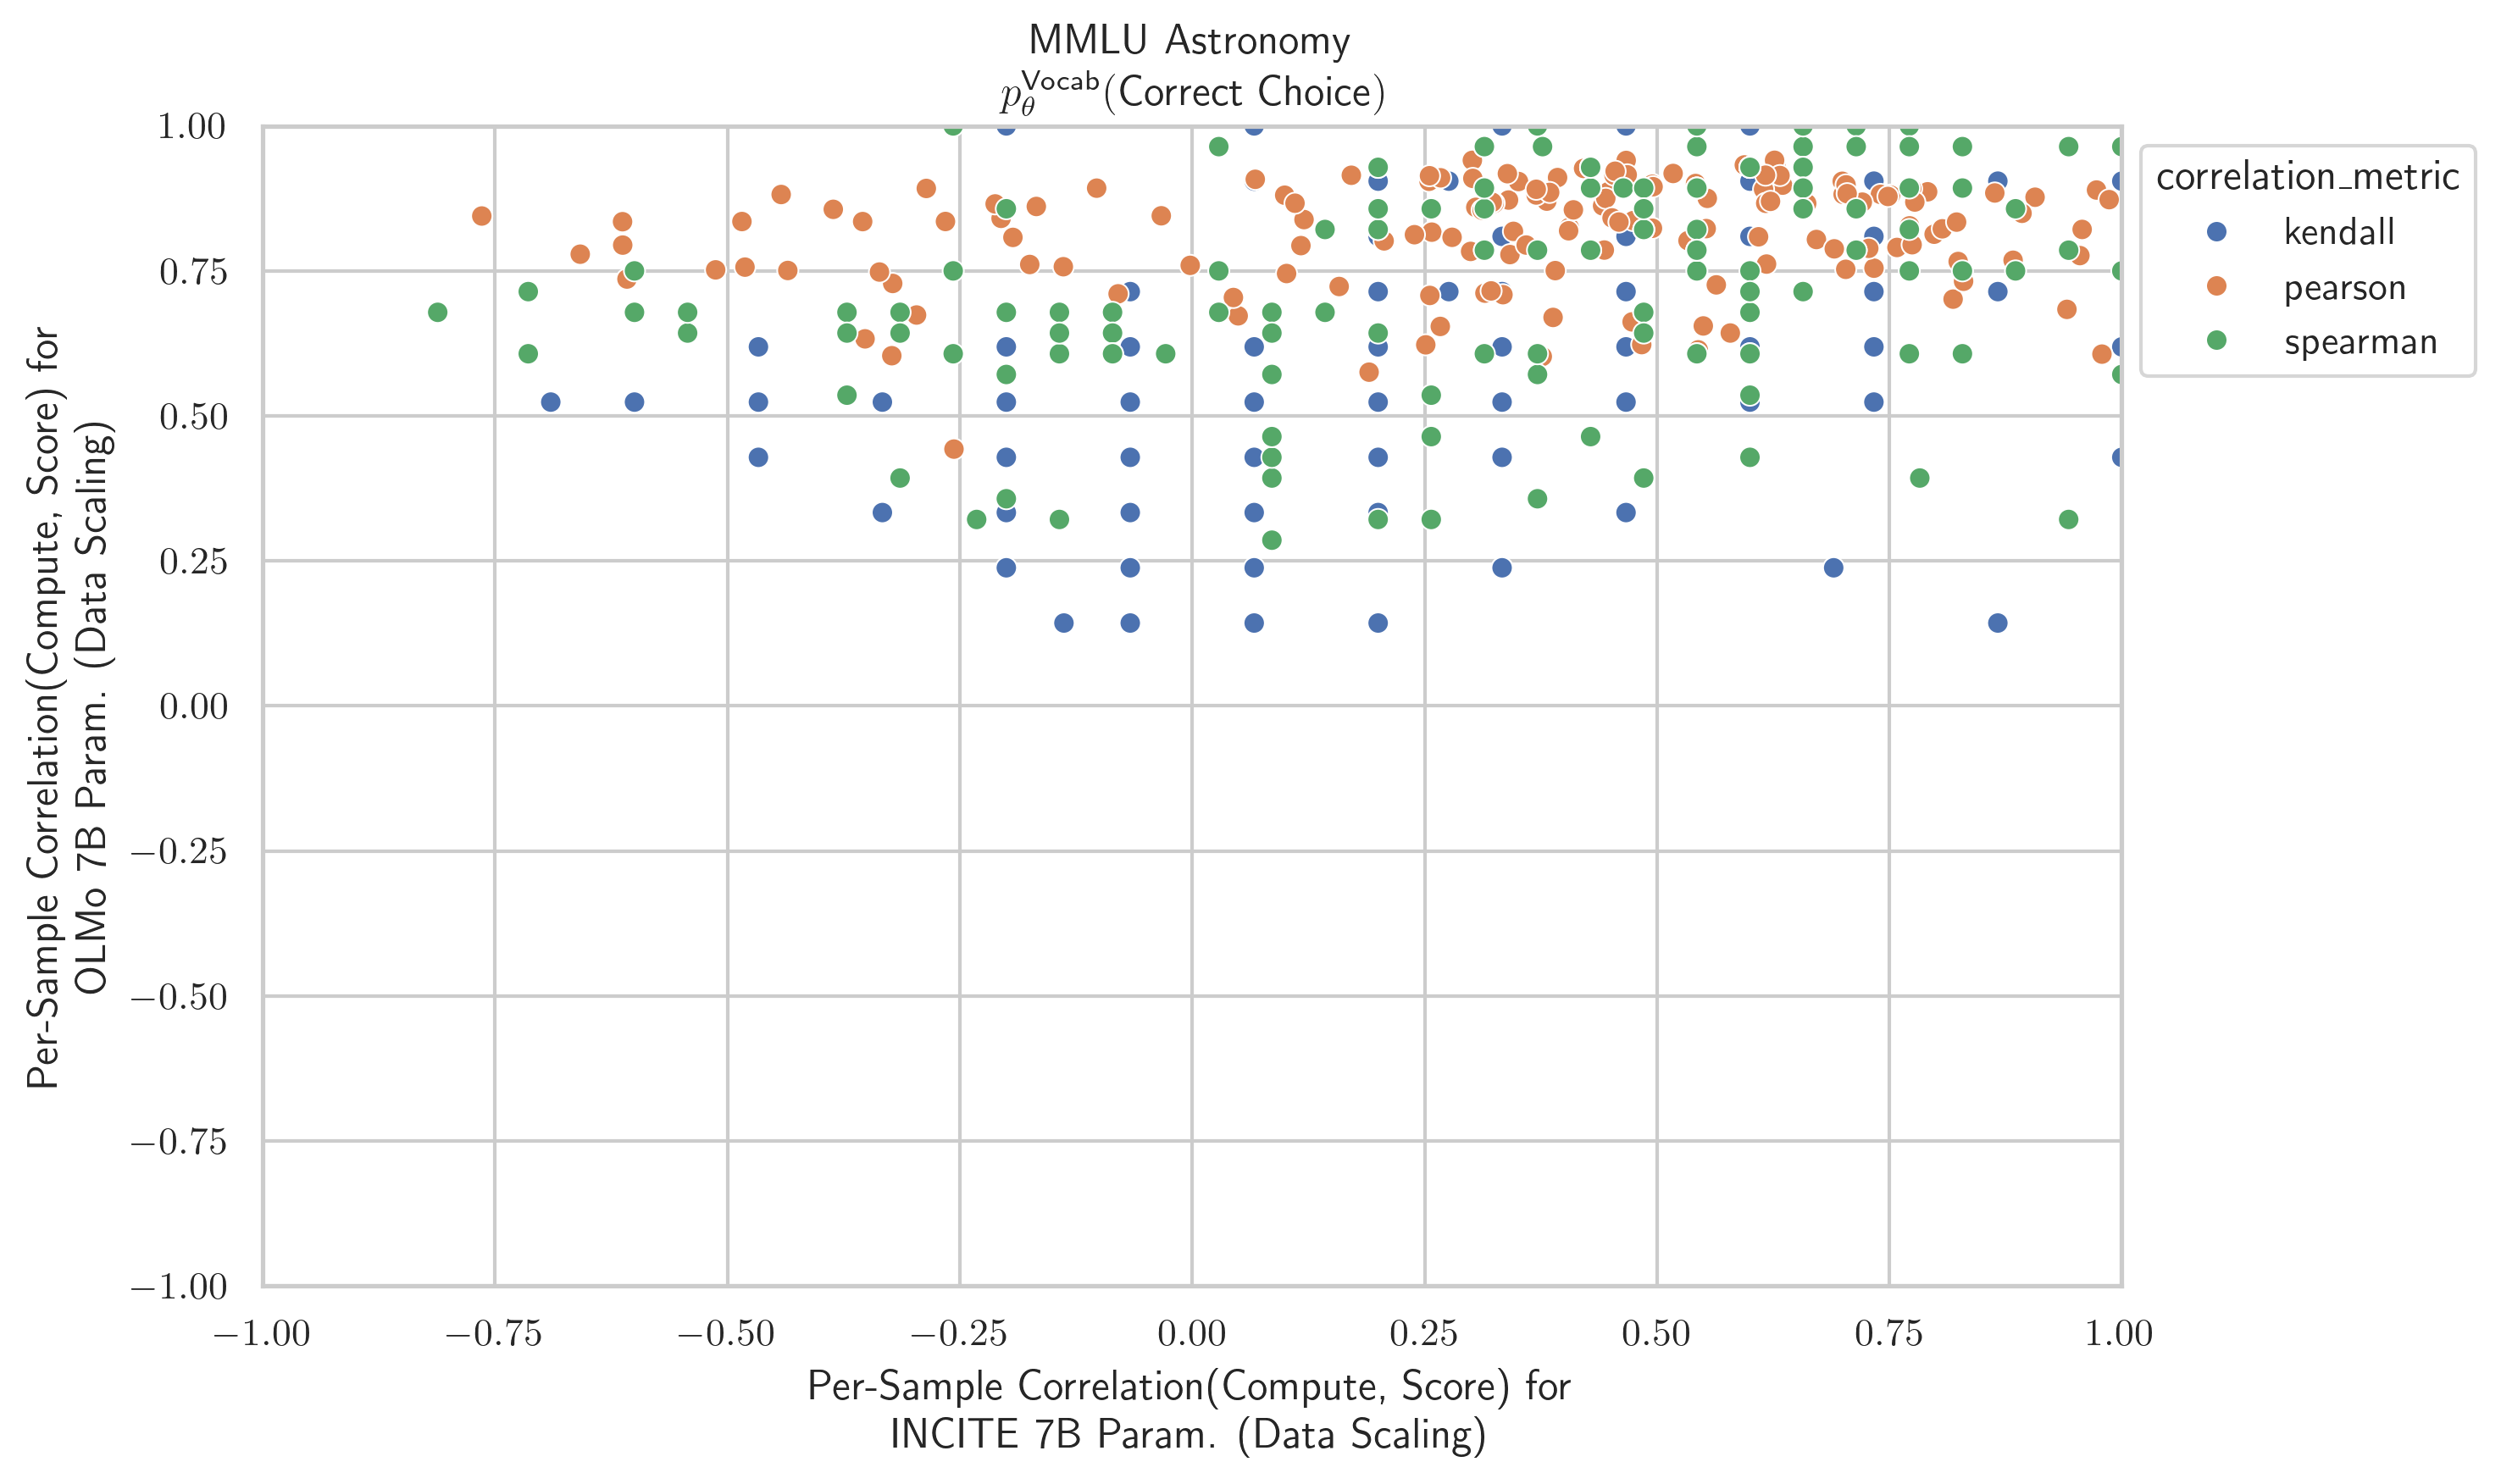 MMLU Astronomy
p_θ^Vocab(Correct Choice)
1.00
0.75
0.50
0.25
0.00
−0.25
−0.50
−0.75
−1.00
Per-Sample Correlation(Compute, Score) for
OLMo 7B Param. (Data Scaling)
−1.00
−0.75
−0.50
−0.25
0.00
0.25
0.50
0.75
1.00
Per-Sample Correlation(Compute, Score) for
INCITE 7B Param. (Data Scaling)
correlation_metric
kendall
pearson
spearman